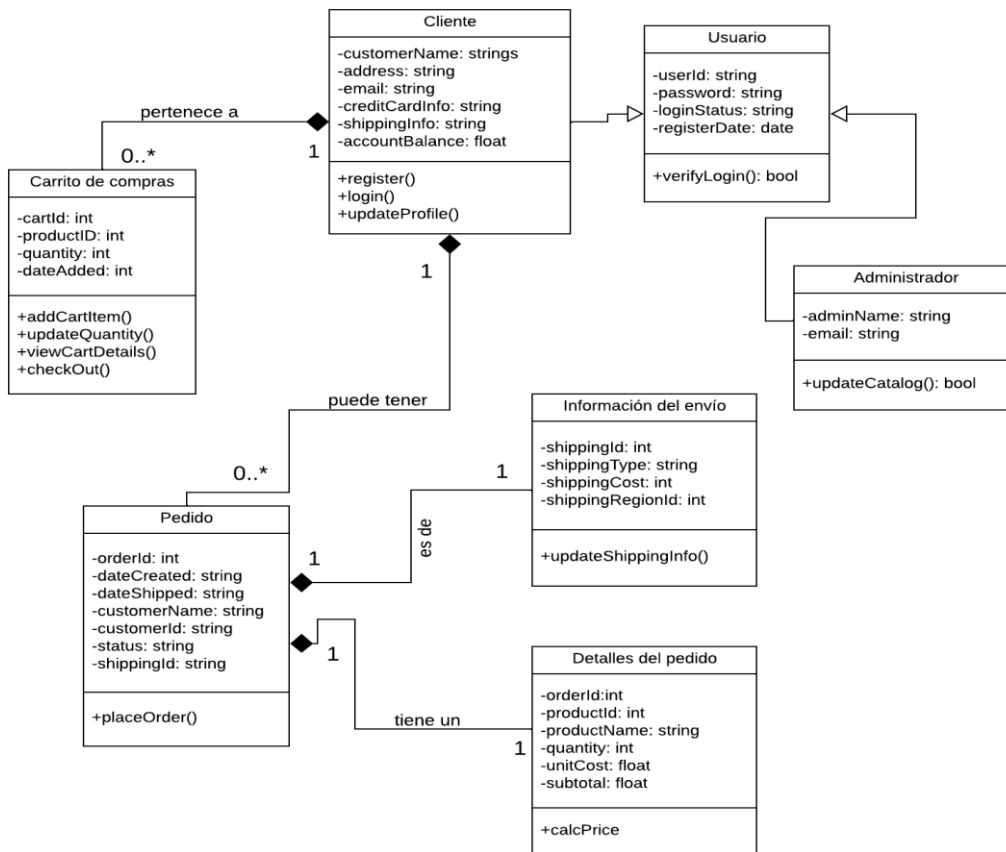 Cliente
-customerName: strings
-address: string
-email: string
-creditCardInfo: string
-shippingInfo: string
-accountBalance: float
+register()
+login()
+updateProfile()
Usuario
-userId: string
-password: string
-loginStatus: string
-registerDate: date
+verifyLogin(): bool
pertenece a
1
0..*
Carrito de compras
-cartId: int
-productID: int
-quantity: int
-dateAdded: int
+addCartItem()
+updateQuantity()
+viewCartDetails()
+checkOut()
1
Administrador
-adminName: string
-email: string
+updateCatalog(): bool
puede tener
0..*
Información del envío
-shippingId: int
-shippingType: string
-shippingCost: int
-shippingRegionId: int
+updateShippingInfo()
1
es de
1
Pedido
-orderId: int
-dateCreated: string
-dateShipped: string
-customerName: string
-customerId: string
-status: string
-shippingId: string
+placeOrder()
1
tiene un
1
Detalles del pedido
-orderId:int
-productId: int
-productName: string
-quantity: int
-unitCost: float
-subtotal: float
+calcPrice